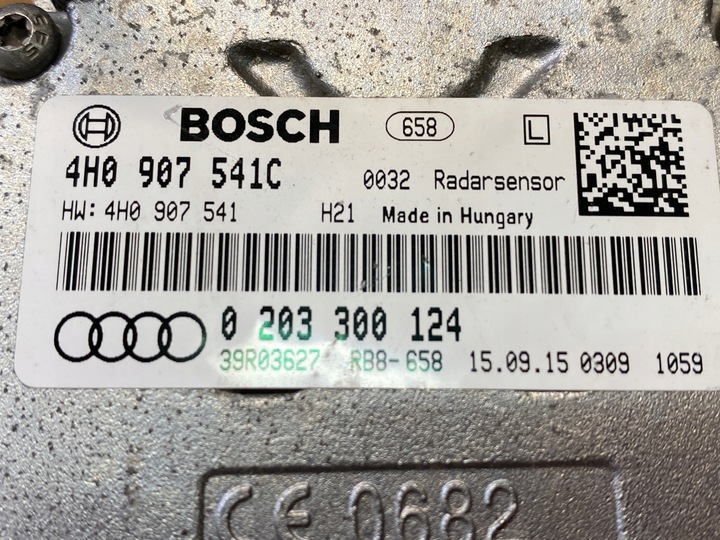 BOSCH 658 L
4H0 907 541C 0032 Radarsensor
HW: 4H0 907 541 H21 Made in Hungary
0 203 300 124
39R03627 RB8-658 15.09.15 0309 1059
CE 0682